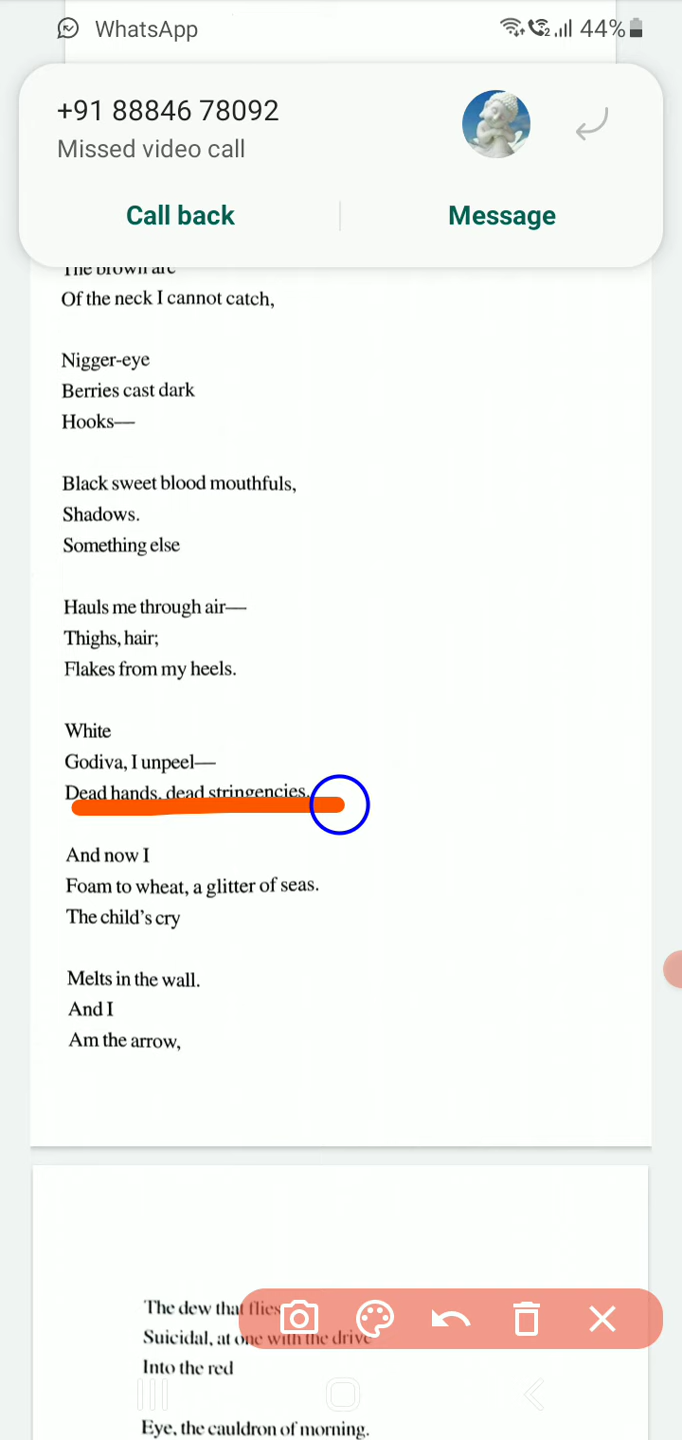 WhatsApp
44%
+91 88846 78092
Missed video call
Call back
Message
The brown arc
Of the neck I cannot catch,
Nigger-eye
Berries cast dark
Hooks—
Black sweet blood mouthfuls,
Shadows.
Something else
Hauls me through air—
Thighs, hair;
Flakes from my heels.
White
Godiva, I unpeel—
Dead hands, dead stringencies.
And now I
Foam to wheat, a glitter of seas.
The child's cry
Melts in the wall.
And I
Am the arrow,
The dew that flies
Suicidal, at one with the drive
Into the red
Eye, the cauldron of morning.